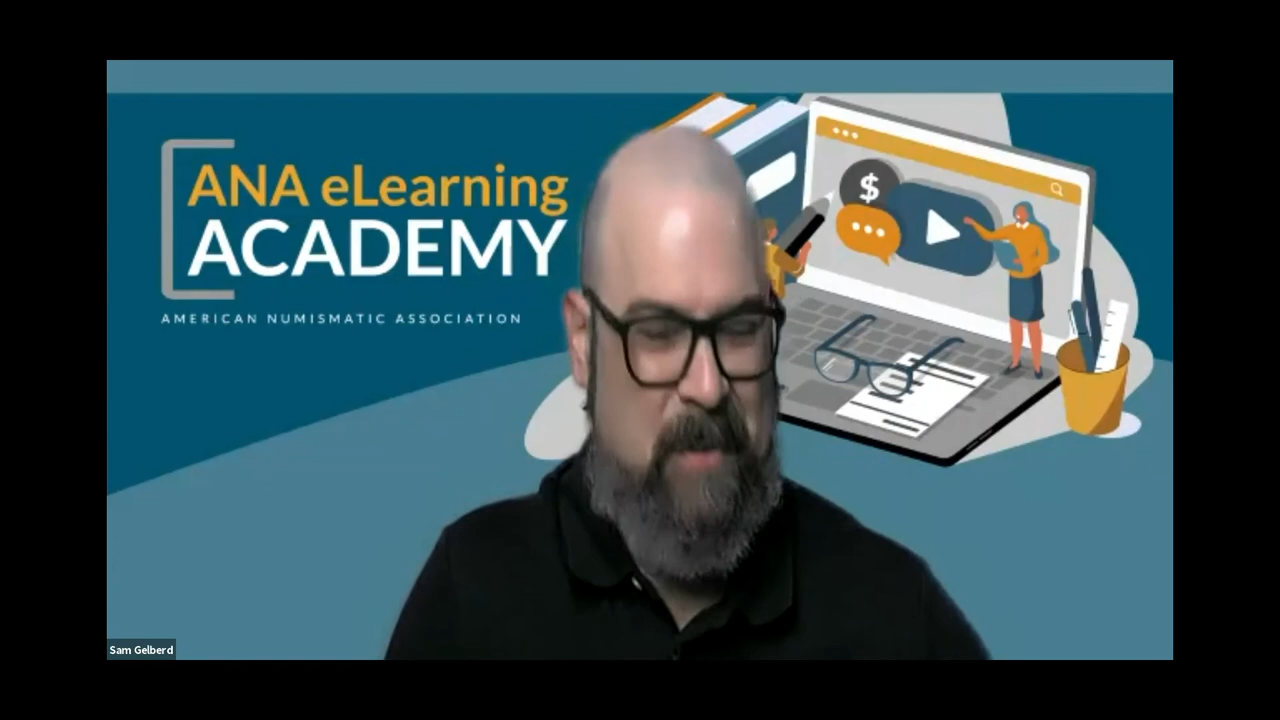 ANA eLearning
ACADEMY
AMERICAN NUMISMATIC ASSOCIATION
$
Sam Gelberd